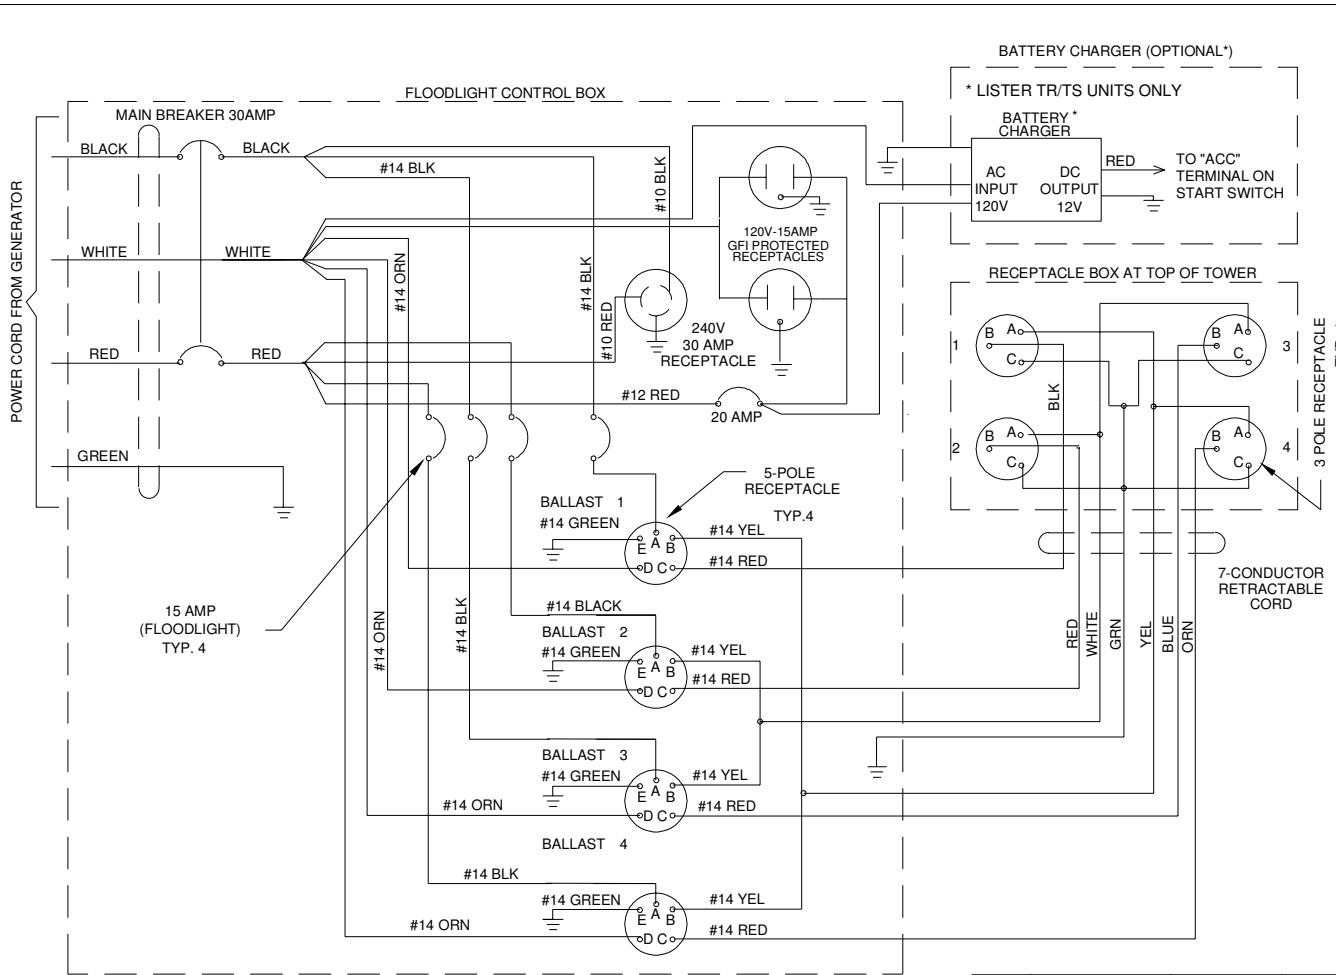 BATTERY CHARGER (OPTIONAL*)
FLOODLIGHT CONTROL BOX
* LISTER TR/TS UNITS ONLY
MAIN BREAKER 30AMP
BATTERY *
CHARGER
BLACK
BLACK
#14 BLK
#10 BLK
AC
INPUT
120V
DC
OUTPUT
12V
RED
TO "ACC"
TERMINAL ON
START SWITCH
POWER CORD FROM GENERATOR
WHITE
WHITE
#14 ORN
#14 BLK
120V-15AMP
GFI PROTECTED
RECEPTACLES
RECEPTACLE BOX AT TOP OF TOWER
#10 RED
240V
30 AMP
RECEPTACLE
RED
RED
#12 RED
20 AMP
1
B
A
C
B
A
C
3
BLK
2
B
A
C
B
A
C
4
3 POLE RECEPTACLE
GREEN
5-POLE
RECEPTACLE
TYP.4
BALLAST 1
#14 GREEN
E
A
B
D
C
#14 YEL
#14 RED
7-CONDUCTOR
RETRACTABLE
CORD
15 AMP
(FLOODLIGHT)
TYP. 4
#14 ORN
#14 BLK
#14 BLACK
BALLAST 2
#14 GREEN
E
A
B
D
C
#14 YEL
#14 RED
RED
WHITE
GRN
YEL
BLUE
ORN
BALLAST 3
#14 GREEN
E
A
B
D
C
#14 YEL
#14 RED
#14 ORN
BALLAST 4
#14 BLK
#14 GREEN
E
A
B
D
C
#14 YEL
#14 RED
#14 ORN